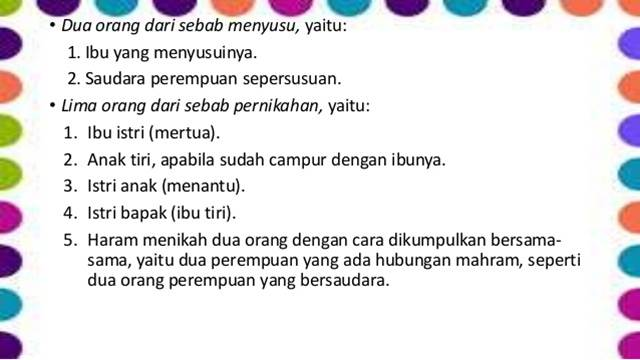 • Dua orang dari sebab menyusu, yaitu:
1. Ibu yang menyusuinya.
2. Saudara perempuan sepersusuan.
• Lima orang dari sebab pernikahan, yaitu:
1. Ibu istri (mertua).
2. Anak tiri, apabila sudah campur dengan ibunya.
3. Istri anak (menantu).
4. Istri bapak (ibu tiri).
5. Haram menikah dua orang dengan cara dikumpulkan bersama-
sama, yaitu dua perempuan yang ada hubungan mahram, seperti
dua orang perempuan yang bersaudara.